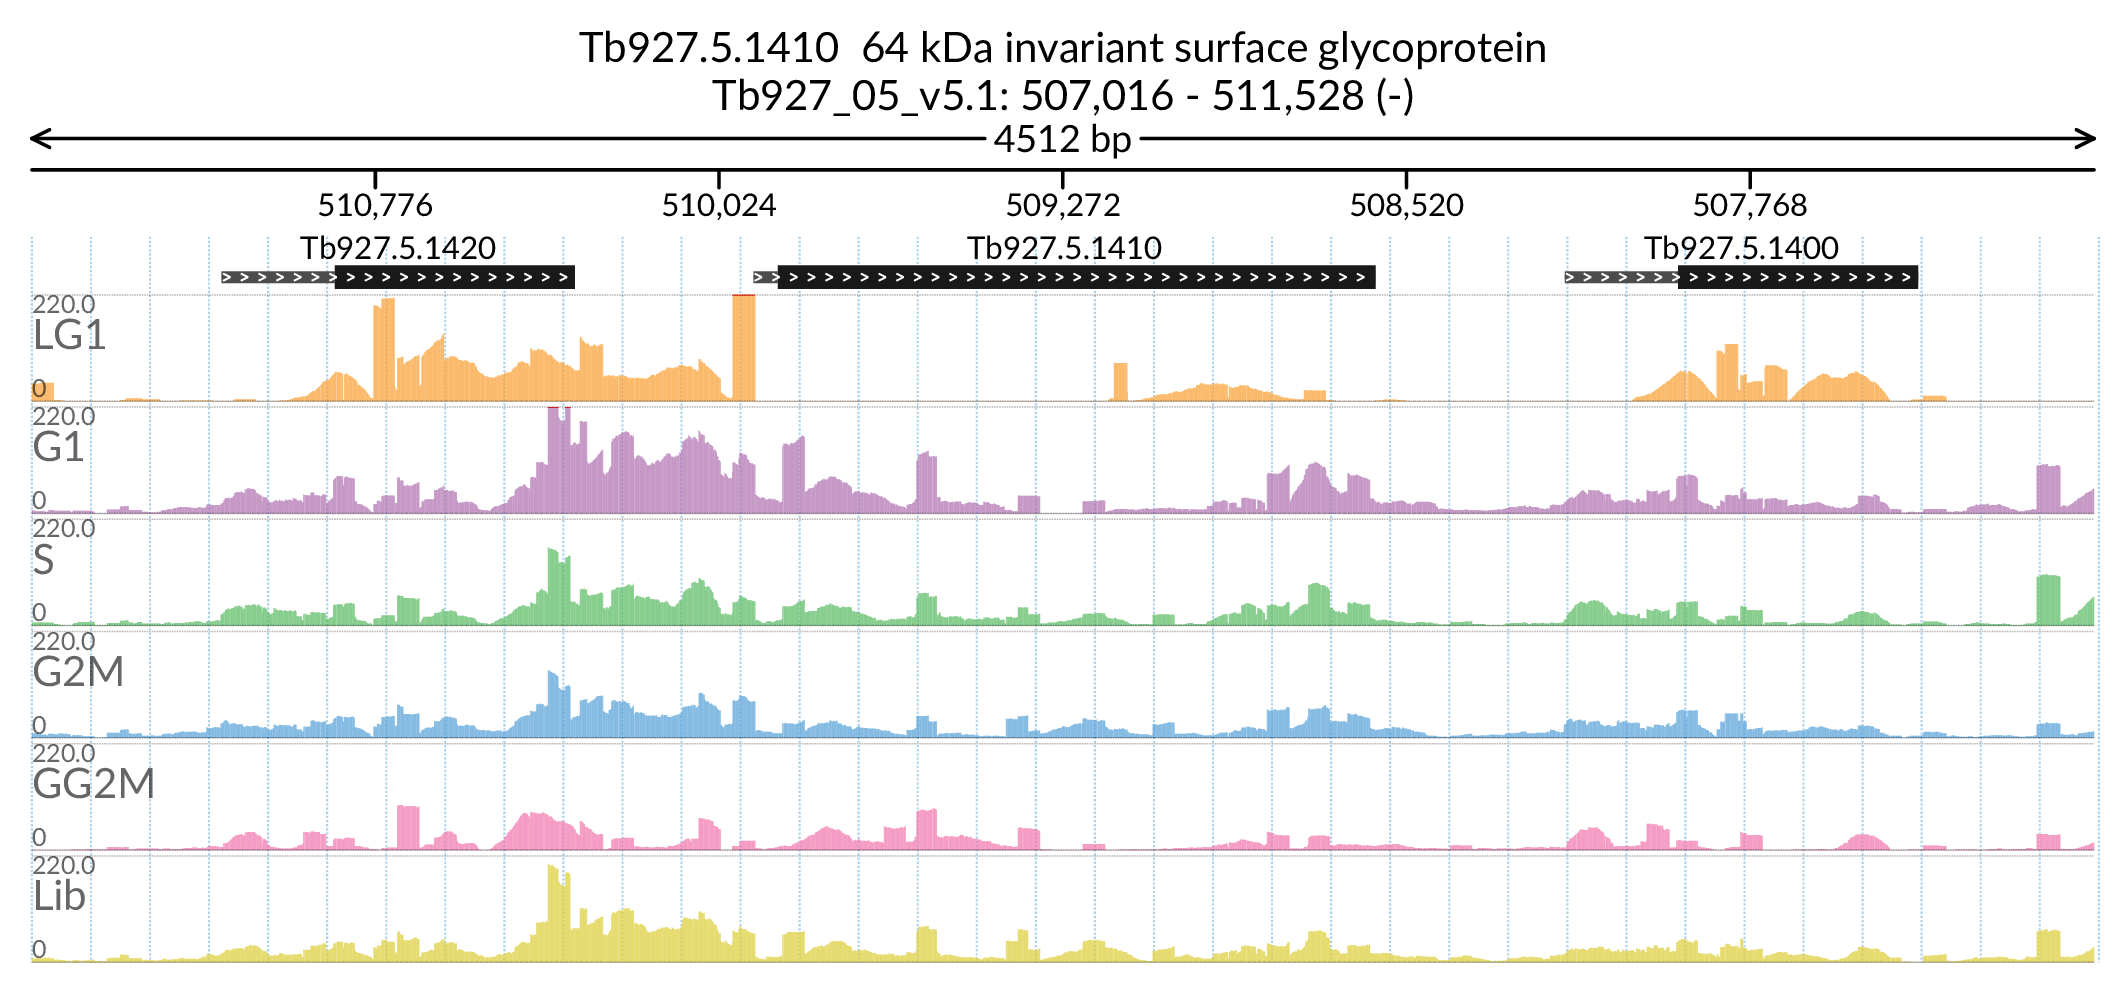 Tb927.5.1410  64 kDa invariant surface glycoprotein
Tb927_05_v5.1: 507,016 - 511,528 (-)
4512 bp
510,776 510,024 509,272 508,520 507,768
Tb927.5.1420 Tb927.5.1410 Tb927.5.1400
220.0
LG1
0
220.0
G1
0
220.0
S
0
220.0
G2M
0
220.0
GG2M
0
220.0
Lib
0